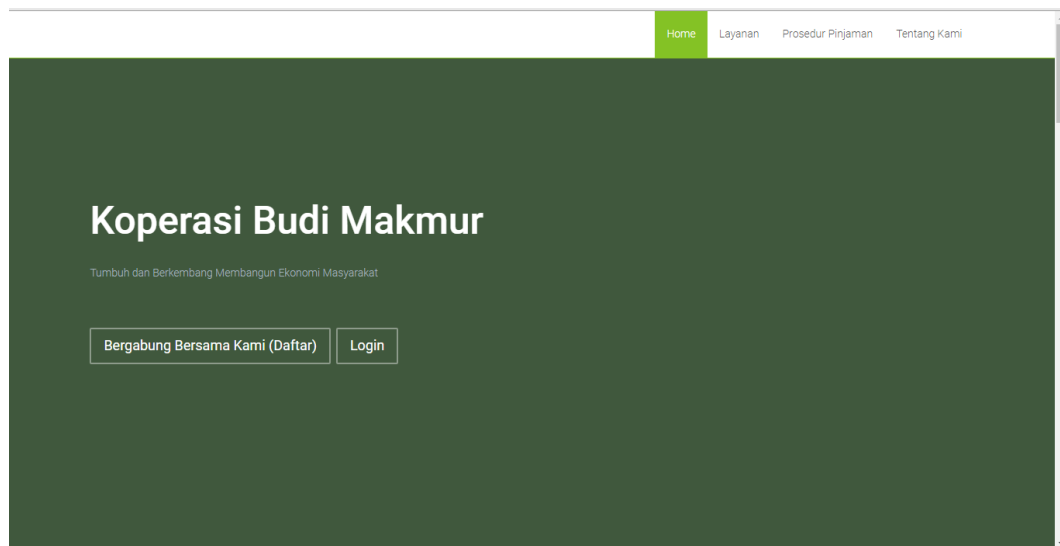 Home Layanan Prosedur Pinjaman Tentang Kami
Koperasi Budi Makmur
Tumbuh dan Berkembang Membangun Ekonomi Masyarakat
Bergabung Bersama Kami (Daftar) Login